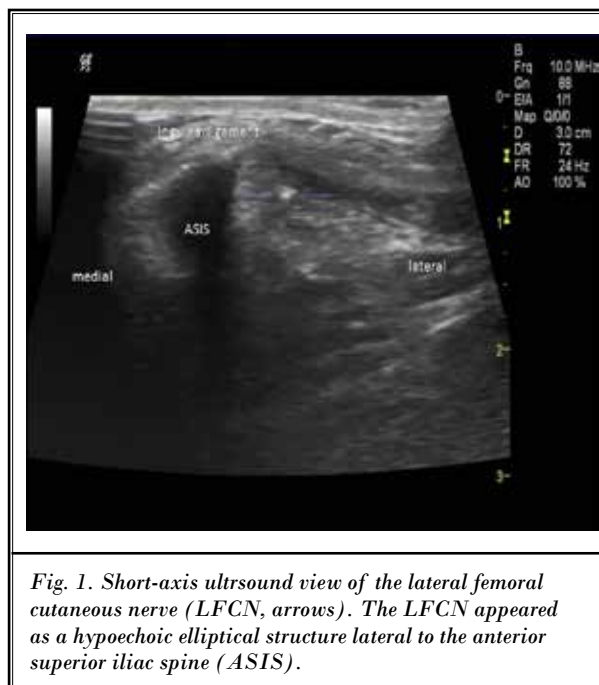 B
Frq 10.0 MHz
Gn 88
0 E/A 1/1
Map Q/0/0
D 3.0 cm
DR 72
FR 24 Hz
AO 100 %
ligament
1
ASIS
medial
lateral
2
3
Fig. 1. Short-axis ultrsound view of the lateral femoral
cutaneous nerve (LFCN, arrows). The LFCN appeared
as a hypoechoic elliptical structure lateral to the anterior
superior iliac spine (ASIS).